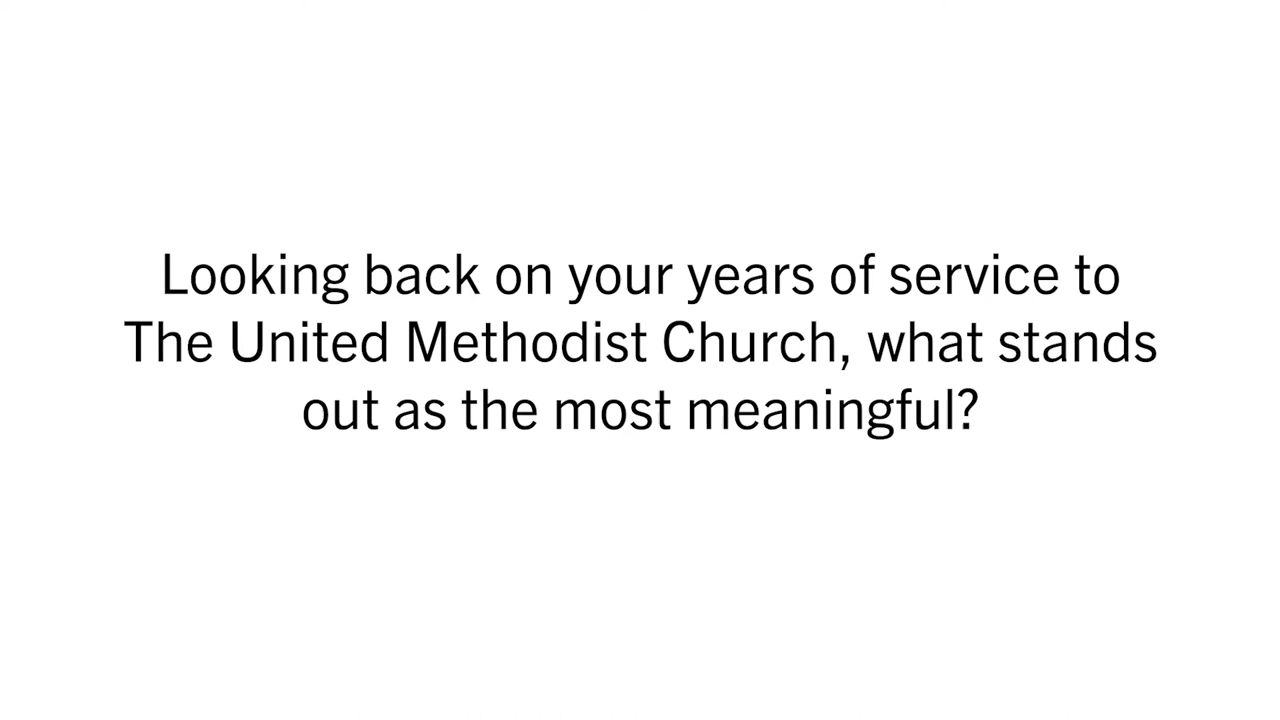 Looking back on your years of service to
The United Methodist Church, what stands
out as the most meaningful?